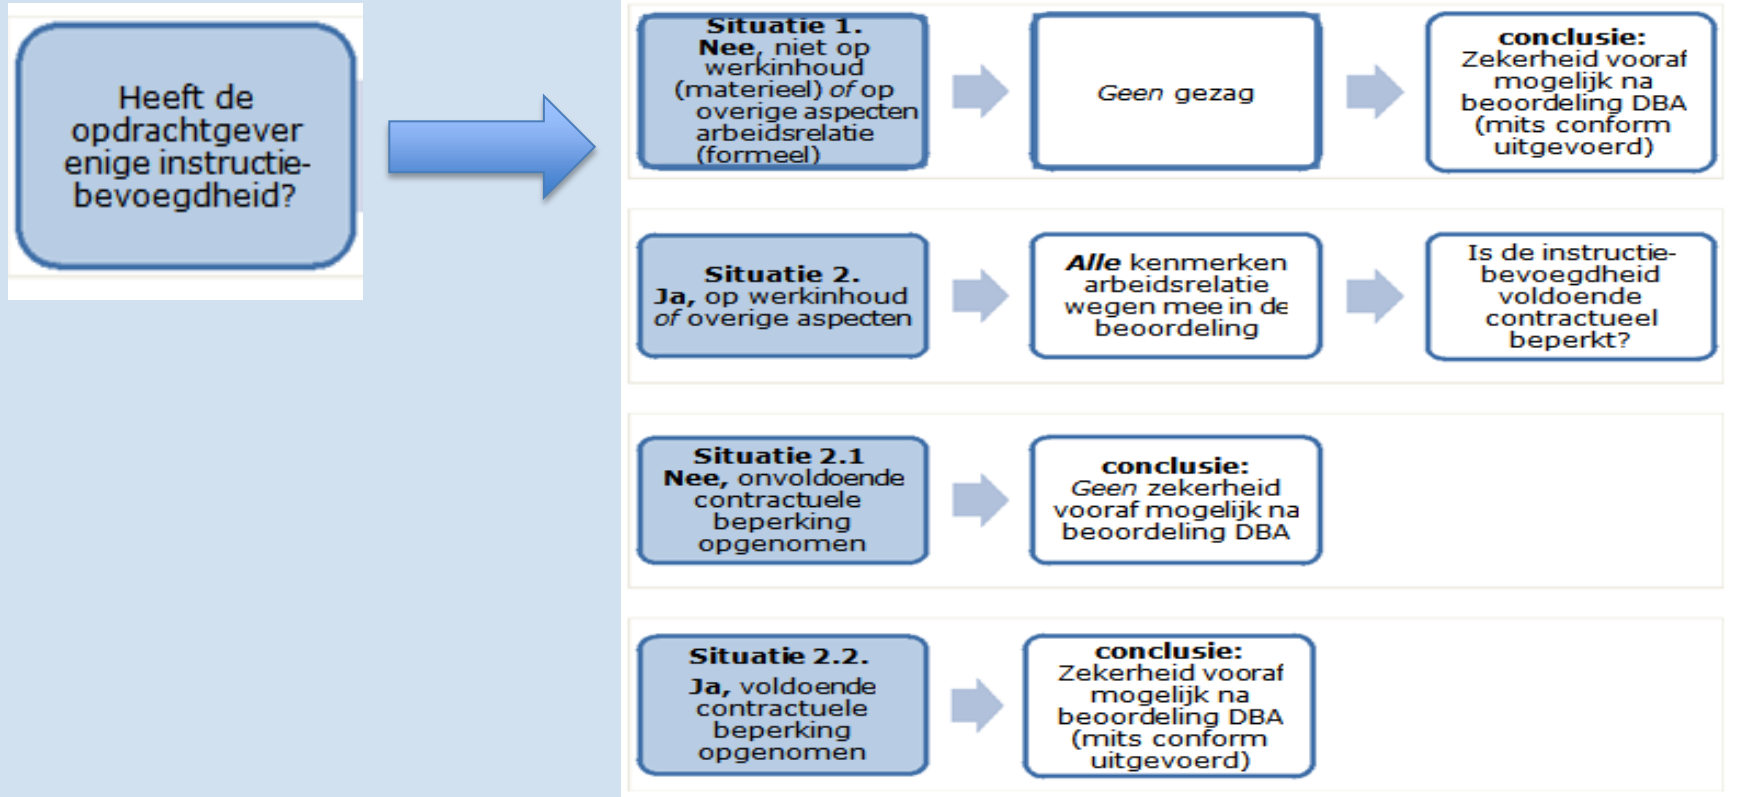 Heeft de
opdrachtgever
enige instructie-
bevoegdheid?
Situatie 1.
Nee, niet op
werkinhoud
(materieel) of op
overige aspecten
arbeidsrelatie
(formeel)
Geen gezag
conclusie:
Zekerheid vooraf
mogelijk na
beoordeling DBA
(mits conform
uitgevoerd)
Situatie 2.
Ja, op werkinhoud
of overige aspecten
Alle kenmerken
arbeidsrelatie
wegen mee in de
beoordeling
Is de instructie-
bevoegdheid
voldoende
contractueel
beperkt?
Situatie 2.1
Nee, onvoldoende
contractuele
beperking
opgenomen
conclusie:
Geen zekerheid
vooraf mogelijk na
beoordeling DBA
Situatie 2.2.
Ja, voldoende
contractuele
beperking
opgenomen
conclusie:
Zekerheid vooraf
mogelijk na
beoordeling DBA
(mits conform
uitgevoerd)